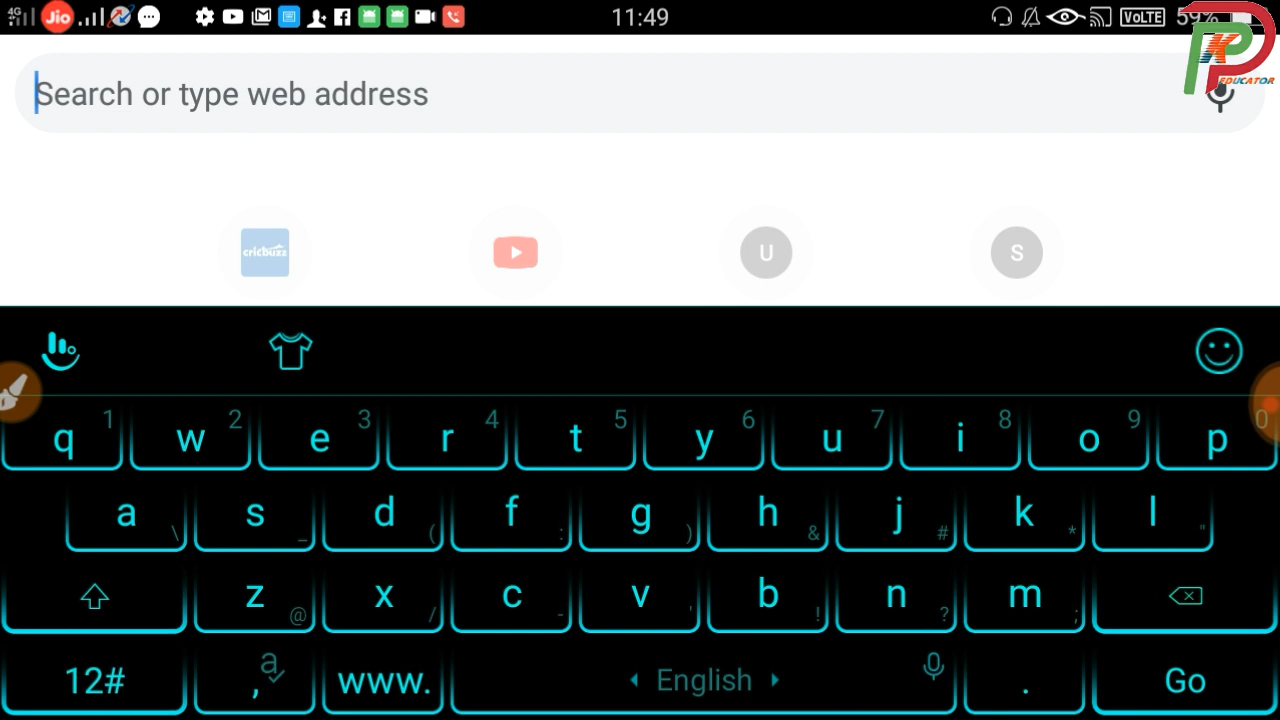 4G Jio 11:49 VoLTE 59%
K EDUCATOR
Search or type web address
cricbuzz U S
q 1 w 2 e 3 r 4 t 5 y 6 u 7 i 8 o 9 p 0
a \ s _ d ( f : g ) h & j # k * l "
z @ x / c - v ' b ! n ? m ;
12# , a www. English . Go